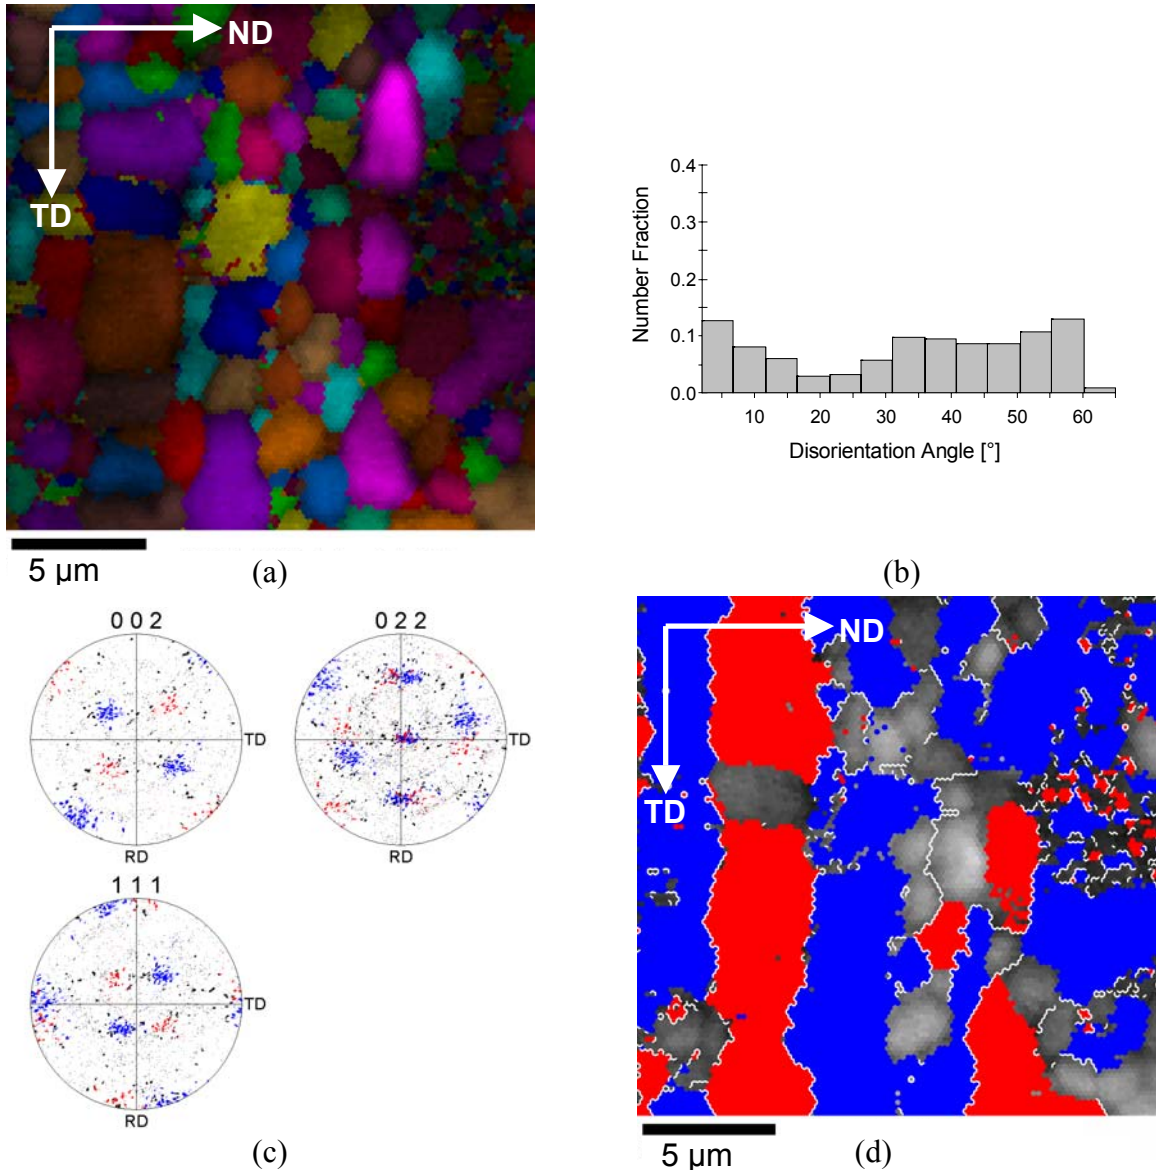 ND
TD
5 µm
(a)
0.4
0.3
0.2
0.1
0.0
10 20 30 40 50 60
Number Fraction
Disorientation Angle [°]
(b)
0 0 2
TD
RD
0 2 2
TD
RD
1 1 1
TD
RD
(c)
ND
TD
5 µm
(d)